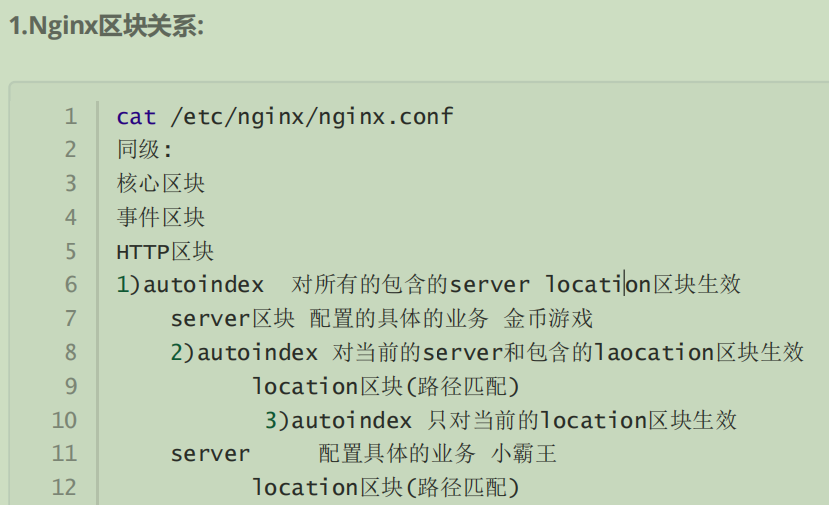 1.Nginx区块关系:
1 cat /etc/nginx/nginx.conf
2 同级:
3 核心区块
4 事件区块
5 HTTP区块
6 1)autoindex  对所有的包含的server location区块生效
7     server区块 配置的具体的业务 金币游戏
8     2)autoindex 对当前的server和包含的laocation区块生效
9           location区块(路径匹配)
10            3)autoindex 只对当前的location区块生效
11     server     配置具体的业务 小霸王
12           location区块(路径匹配)